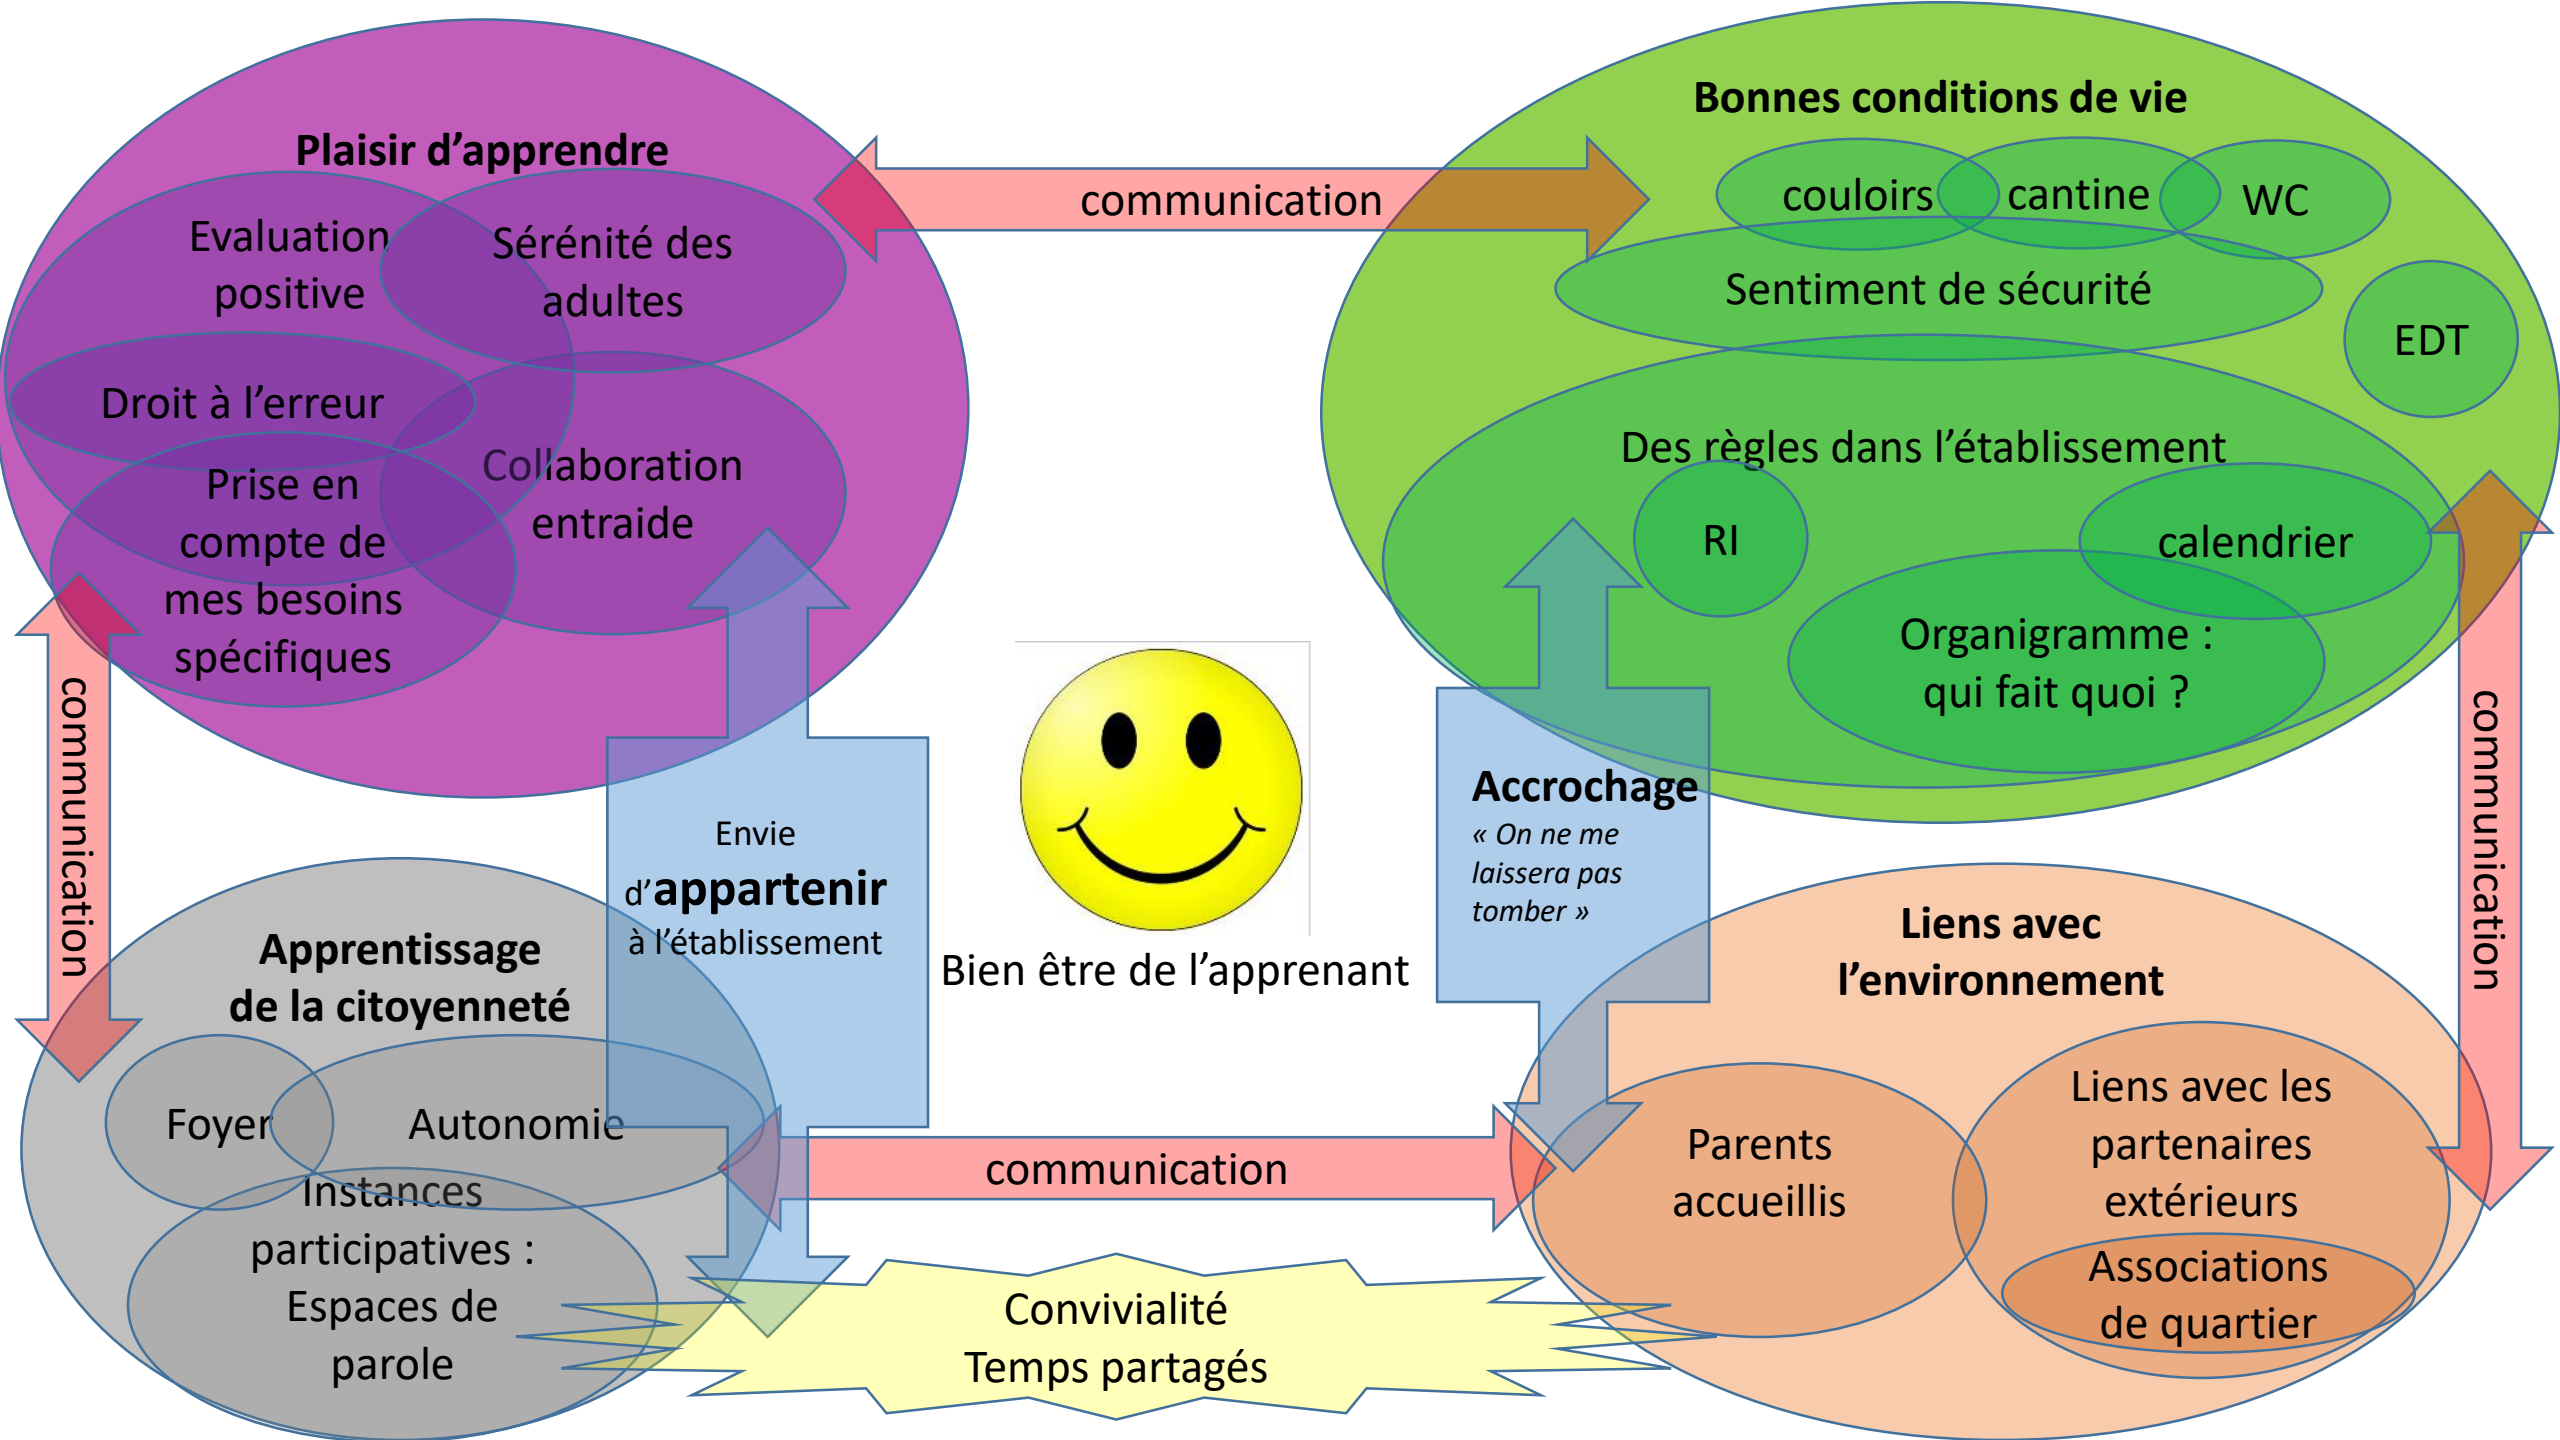 Plaisir d’apprendre
Evaluation
positive
Sérénité des
adultes
Droit à l’erreur
Collaboration
entraide
Prise en
compte de
mes besoins
spécifiques
communication
Bonnes conditions de vie
couloirs
cantine
WC
Sentiment de sécurité
EDT
Des règles dans l’établissement
RI
calendrier
Organigramme :
qui fait quoi ?
communication
communication
Envie
d’appartenir
à l’établissement
Bien être de l’apprenant
Accrochage
« On ne me
laissera pas
tomber »
Apprentissage
de la citoyenneté
Foyer
Autonomie
Instances
participatives :
Espaces de
parole
communication
Convivialité
Temps partagés
Liens avec
l’environnement
Parents
accueillis
Liens avec les
partenaires
extérieurs
Associations
de quartier